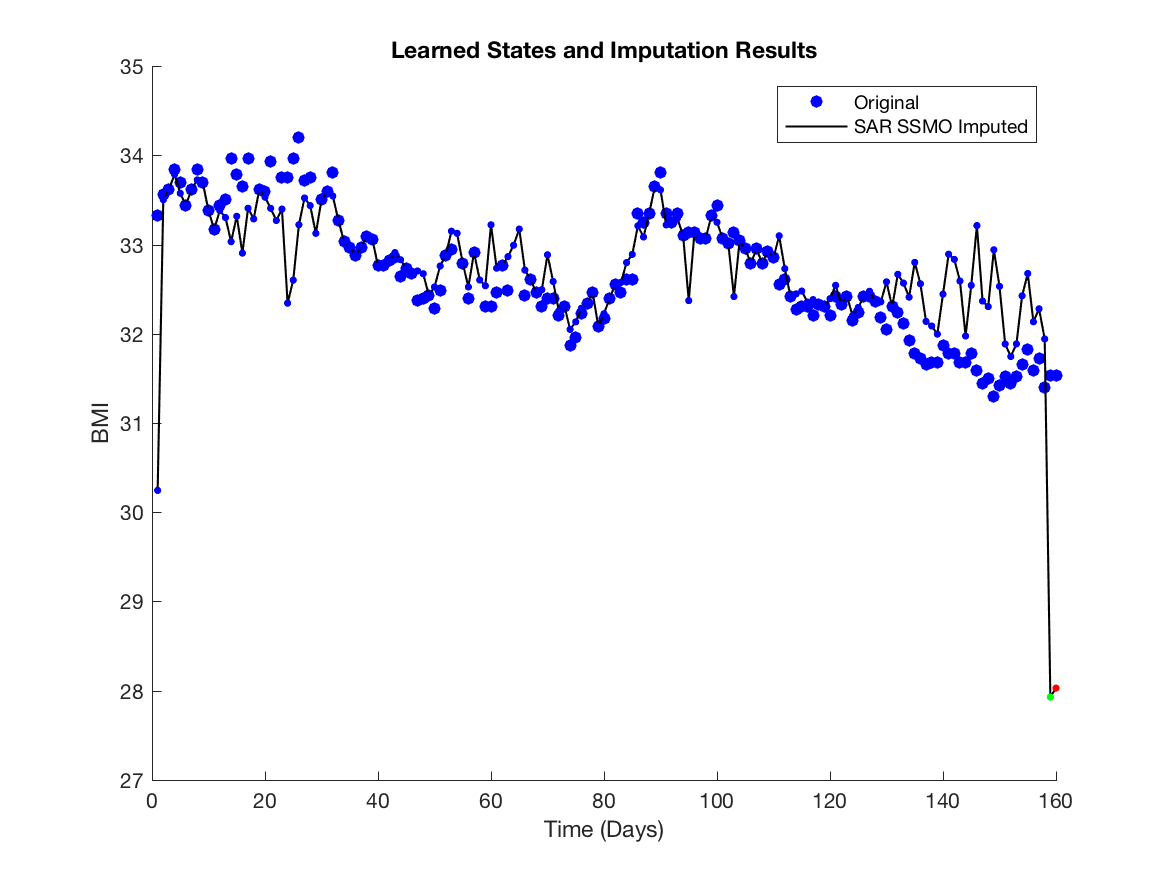 Learned States and Imputation Results
Original
SAR SSMO Imputed
35
34
33
32
31
30
29
28
27
BMI
0 20 40 60 80 100 120 140 160
Time (Days)